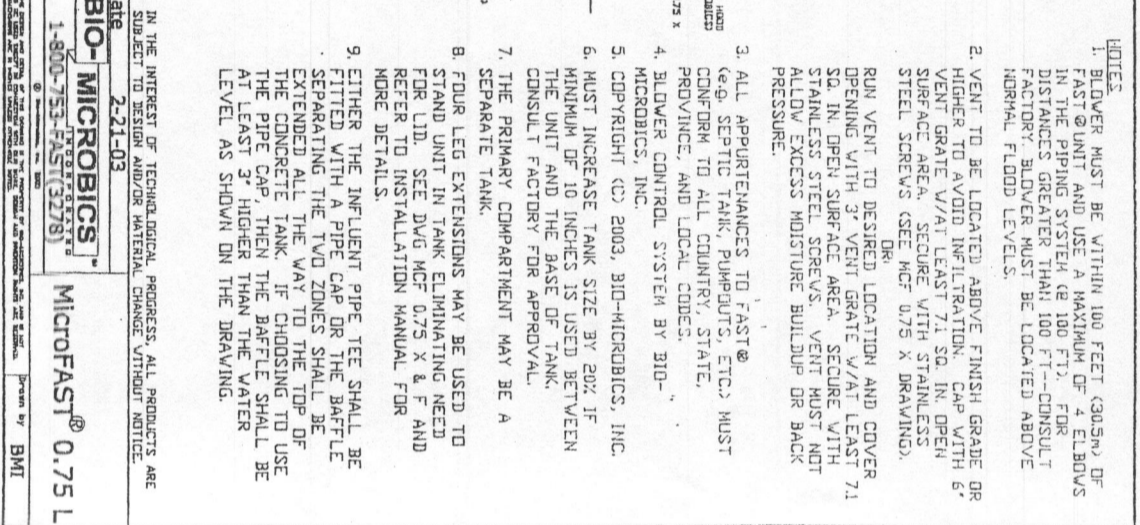 NOTES
1. BLOWER MUST BE WITHIN 100 FEET (30.5m) OF
FAST® UNIT AND USE A MAXIMUM OF 4 ELBOWS
IN THE PIPING SYSTEM (@ 100 FT). FOR
DISTANCES GREATER THAN 100 FT--CONSULT
FACTORY. BLOWER MUST BE LOCATED ABOVE
NORMAL FLOOD LEVELS.
2. VENT TO BE LOCATED ABOVE FINISH GRADE OR
HIGHER TO AVOID INFILTRATION. CAP WITH 6"
VENT GRATE W/AT LEAST 7.1 SQ. IN. OPEN
SURFACE AREA. SECURE WITH STAINLESS
STEEL SCREWS (SEE MCF 0.75 X DRAWING).
OR
RUN VENT TO DESIRED LOCATION AND COVER
OPENING WITH 3" VENT GRATE W/AT LEAST 7.1
SQ. IN. OPEN SURFACE AREA. SECURE WITH
STAINLESS STEEL SCREWS. VENT MUST NOT
ALLOW EXCESS MOISTURE BUILDUP OR BACK
PRESSURE.
3. ALL APPURTENANCES TO FAST®
(e.g. SEPTIC TANK, PUMPOUTS, ETC.) MUST
CONFORM TO ALL COUNTRY, STATE,
PROVINCE, AND LOCAL CODES.
4. BLOWER CONTROL SYSTEM BY BIO-
MICROBICS, INC.
5. COPYRIGHT (C) 2003, BIO-MICROBICS, INC.
6. MUST INCREASE TANK SIZE BY 20% IF
MINIMUM OF 10 INCHES IS USED BETWEEN
THE UNIT AND THE BASE OF TANK.
CONSULT FACTORY FOR APPROVAL.
7. THE PRIMARY COMPARTMENT MAY BE A
SEPARATE TANK.
8. FOUR LEG EXTENSIONS MAY BE USED TO
STAND UNIT IN TANK ELIMINATING NEED
FOR LID. SEE DWG MCF 0.75 X & F AND
REFER TO INSTALLATION MANUAL FOR
MORE DETAILS.
9. EITHER THE INFLUENT PIPE TEE SHALL BE
FITTED WITH A PIPE CAP OR THE BAFFLE
SEPARATING THE TWO ZONES SHALL BE
EXTENDED ALL THE WAY TO THE TOP OF
THE CONCRETE TANK. IF CHOOSING TO USE
THE PIPE CAP, THEN THE BAFFLE SHALL BE
AT LEAST 3" HIGHER THAN THE WATER
LEVEL AS SHOWN ON THE DRAWING.
HOOD
.75 X
IN THE INTEREST OF TECHNOLOGICAL PROGRESS, ALL PRODUCTS ARE
SUBJECT TO DESIGN AND/OR MATERIAL CHANGE WITHOUT NOTICE.
ate 2-21-03
BIO-MICROBICS™
INCORPORATED
1-800-753-FAST(3278)
MicroFAST® 0.75 L
Drawn by BMI